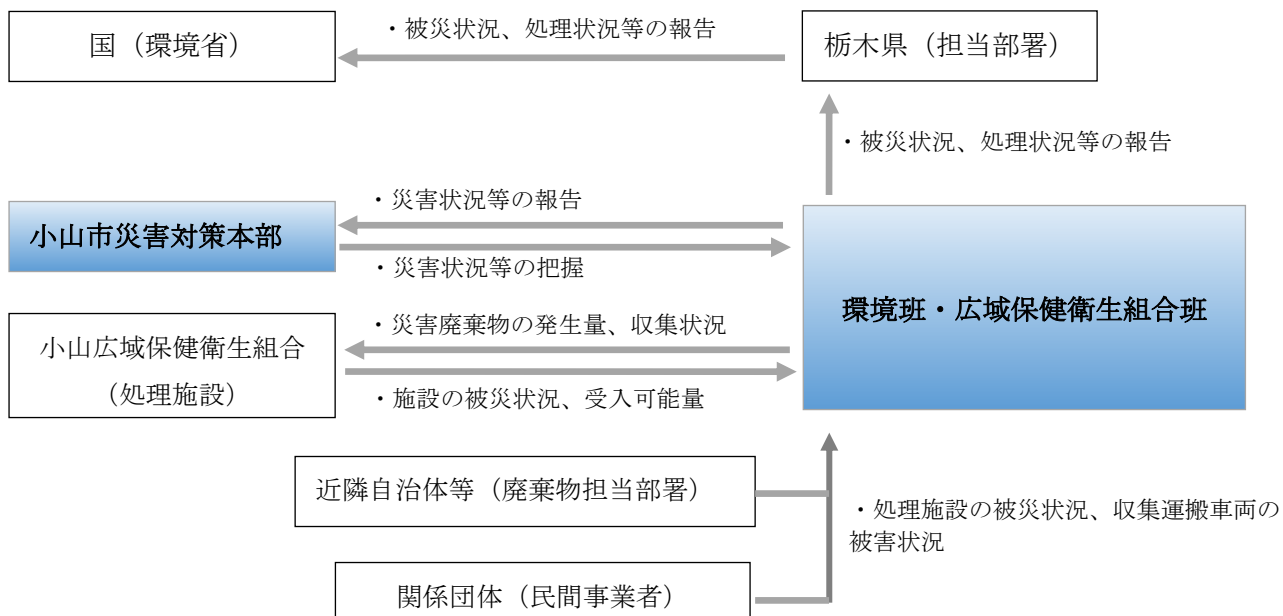 国（環境省）
・被災状況、処理状況等の報告
栃木県（担当部署）
・被災状況、処理状況等の報告
・災害状況等の報告
小山市災害対策本部
・災害状況等の把握
環境班・広域保健衛生組合班
・災害廃棄物の発生量、収集状況
小山広域保健衛生組合
（処理施設）
・施設の被災状況、受入可能量
近隣自治体等（廃棄物担当部署）
・処理施設の被災状況、収集運搬車両の
被害状況
関係団体（民間事業者）